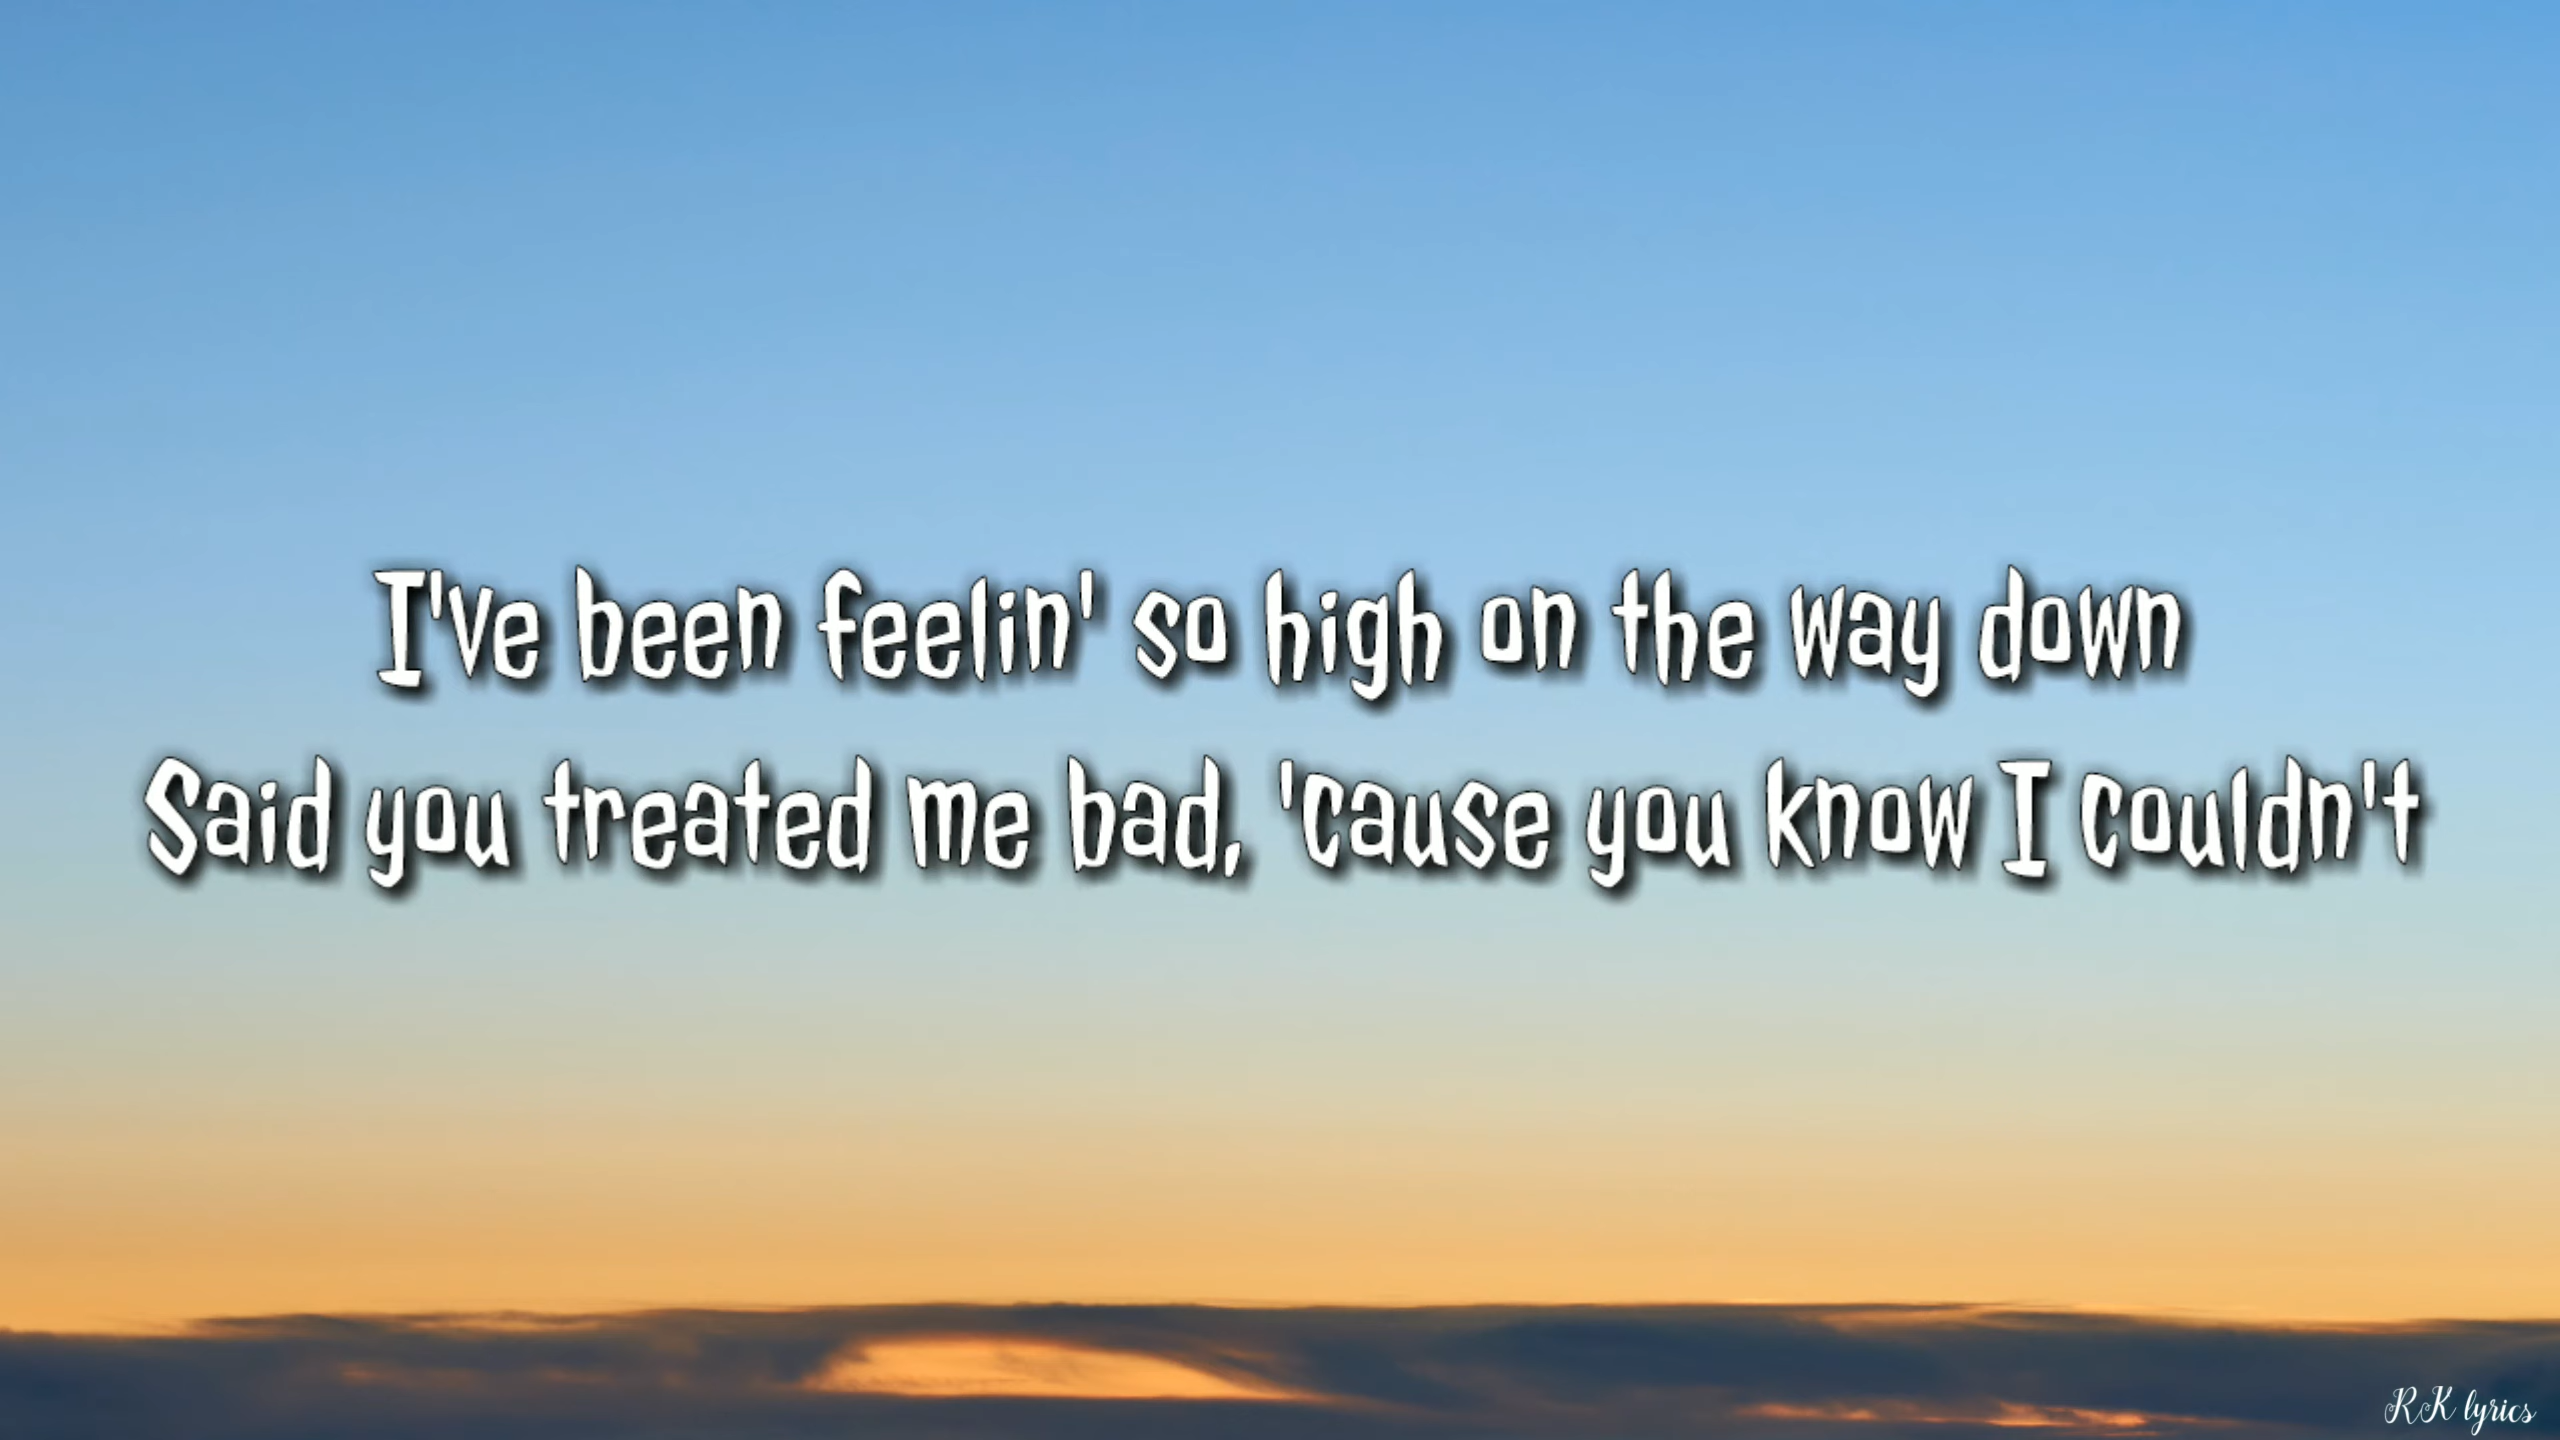 I've been feelin' so high on the way down
Said you treated me bad, 'cause you know I couldn't
RK lyrics